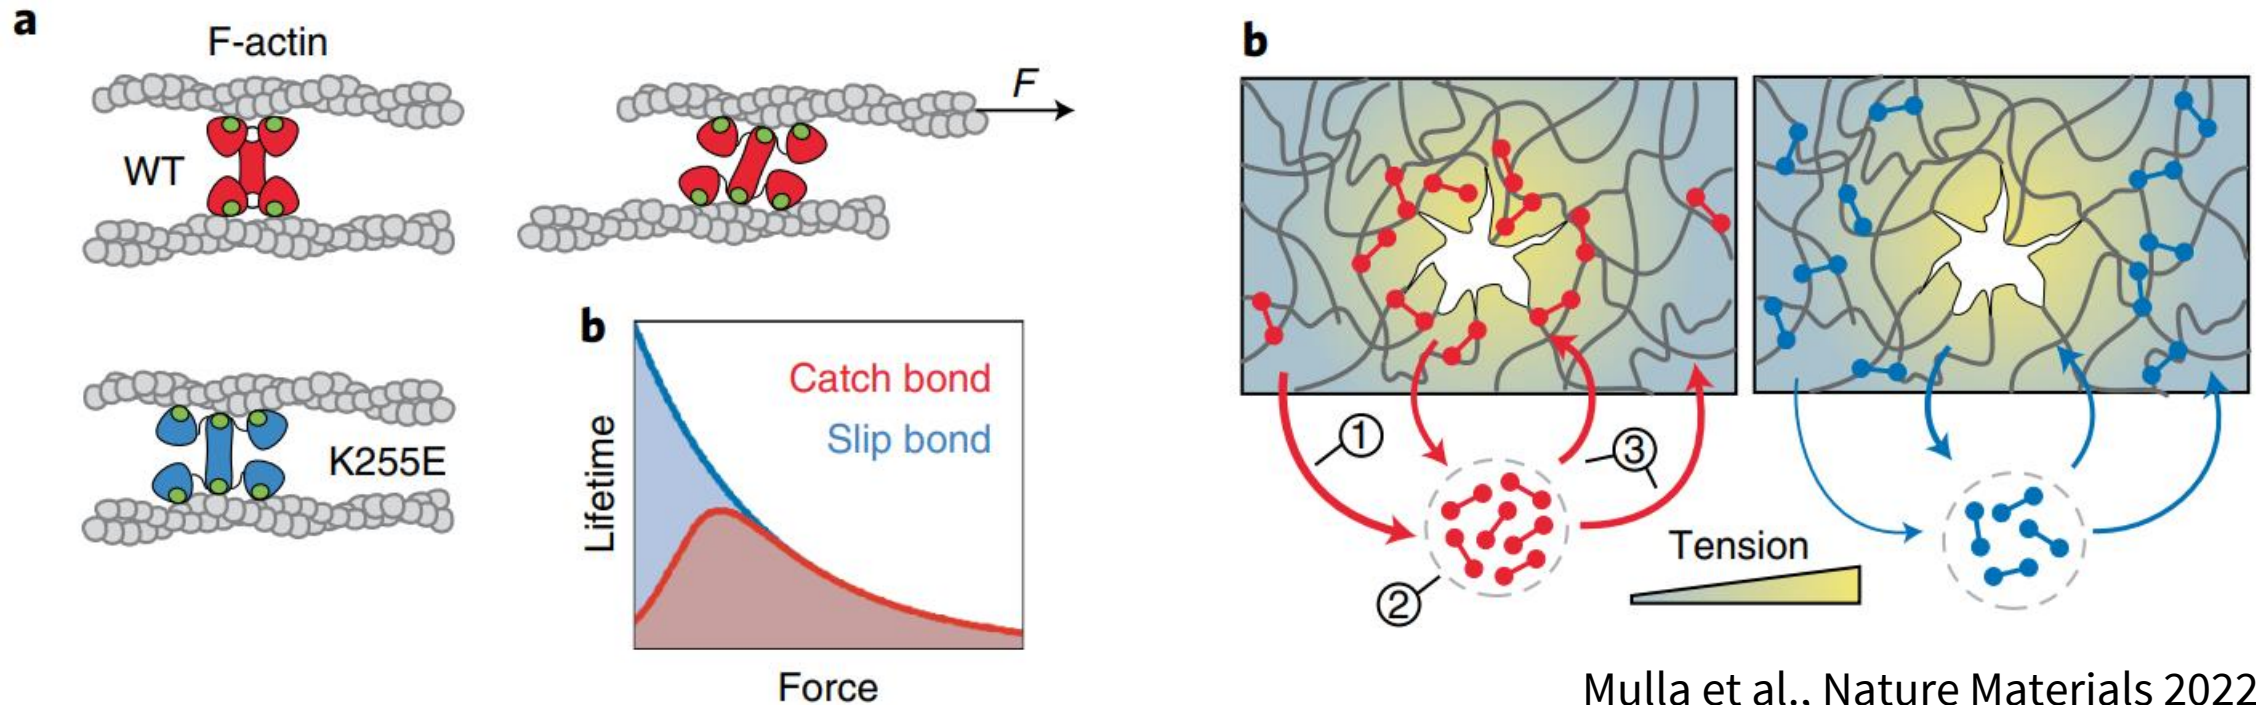 a
F-actin
WT
F
K255E
b
Catch bond
Slip bond
Lifetime
Force
b
1
3
2
Tension
Mulla et al., Nature Materials 2022